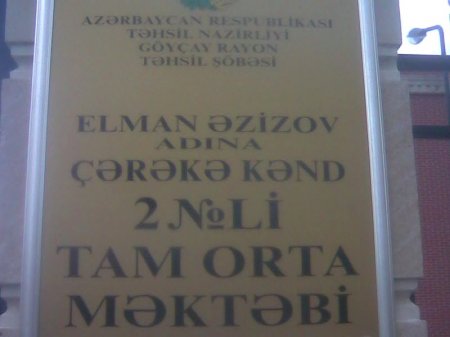 AZƏRBAYCAN RESPUBLİKASI
TƏHSİL NAZİRLİYİ
GÖYÇAY RAYON
TƏHSİL ŞÖBƏSİ
ELMAN ƏZİZOV
ADINA
ÇƏRƏKƏ KƏND
2 №Lİ
TAM ORTA
MƏKTƏBİ